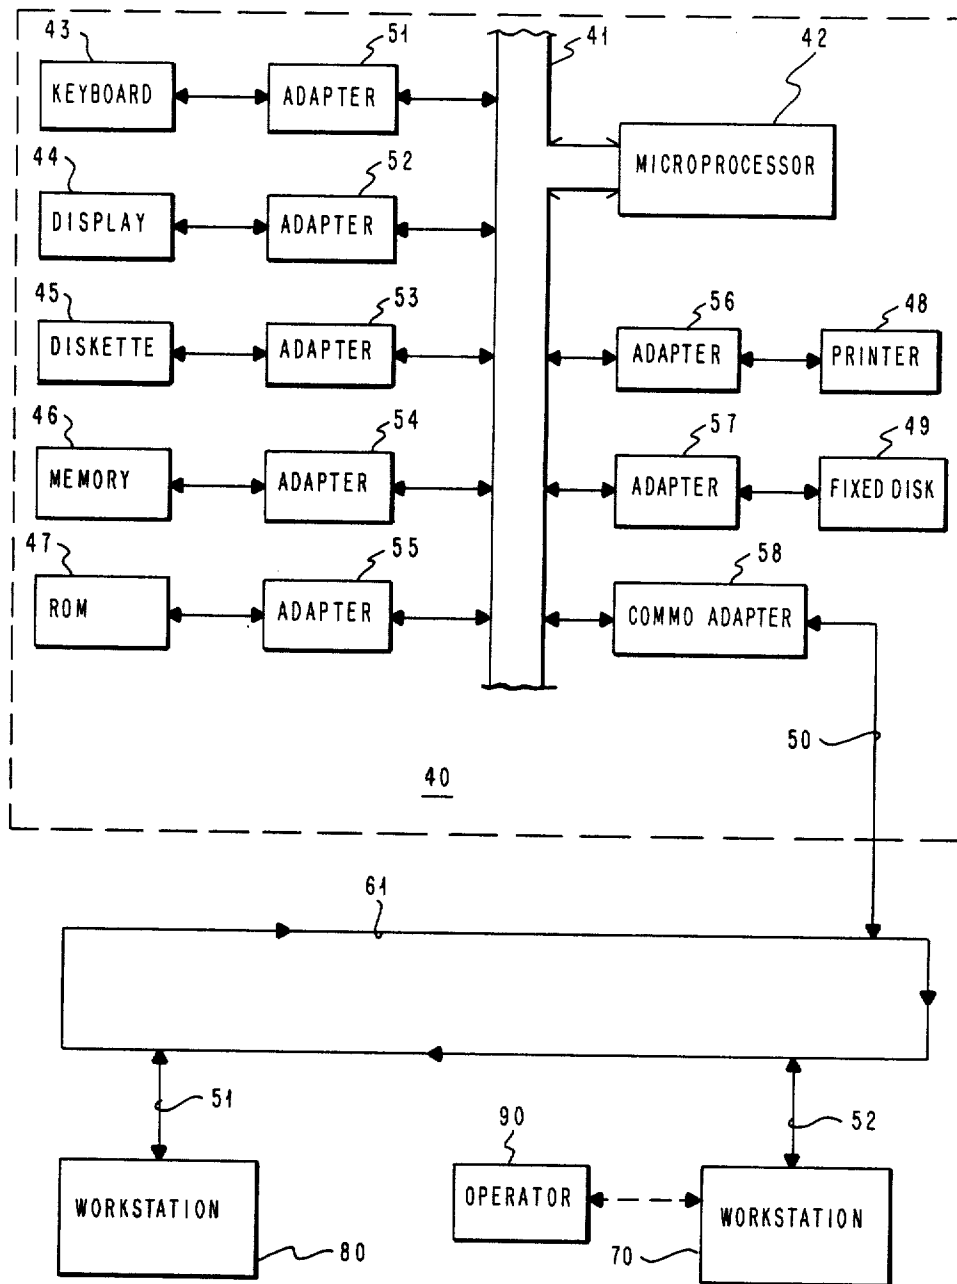 43
51
41
42
KEYBOARD
ADAPTER
MICROPROCESSOR
44
52
DISPLAY
ADAPTER
45
53
56
48
DISKETTE
ADAPTER
ADAPTER
PRINTER
46
54
57
49
MEMORY
ADAPTER
ADAPTER
FIXED DISK
47
55
58
ROM
ADAPTER
COMMO ADAPTER
50
40
61
51
90
52
WORKSTATION
OPERATOR
WORKSTATION
80
70